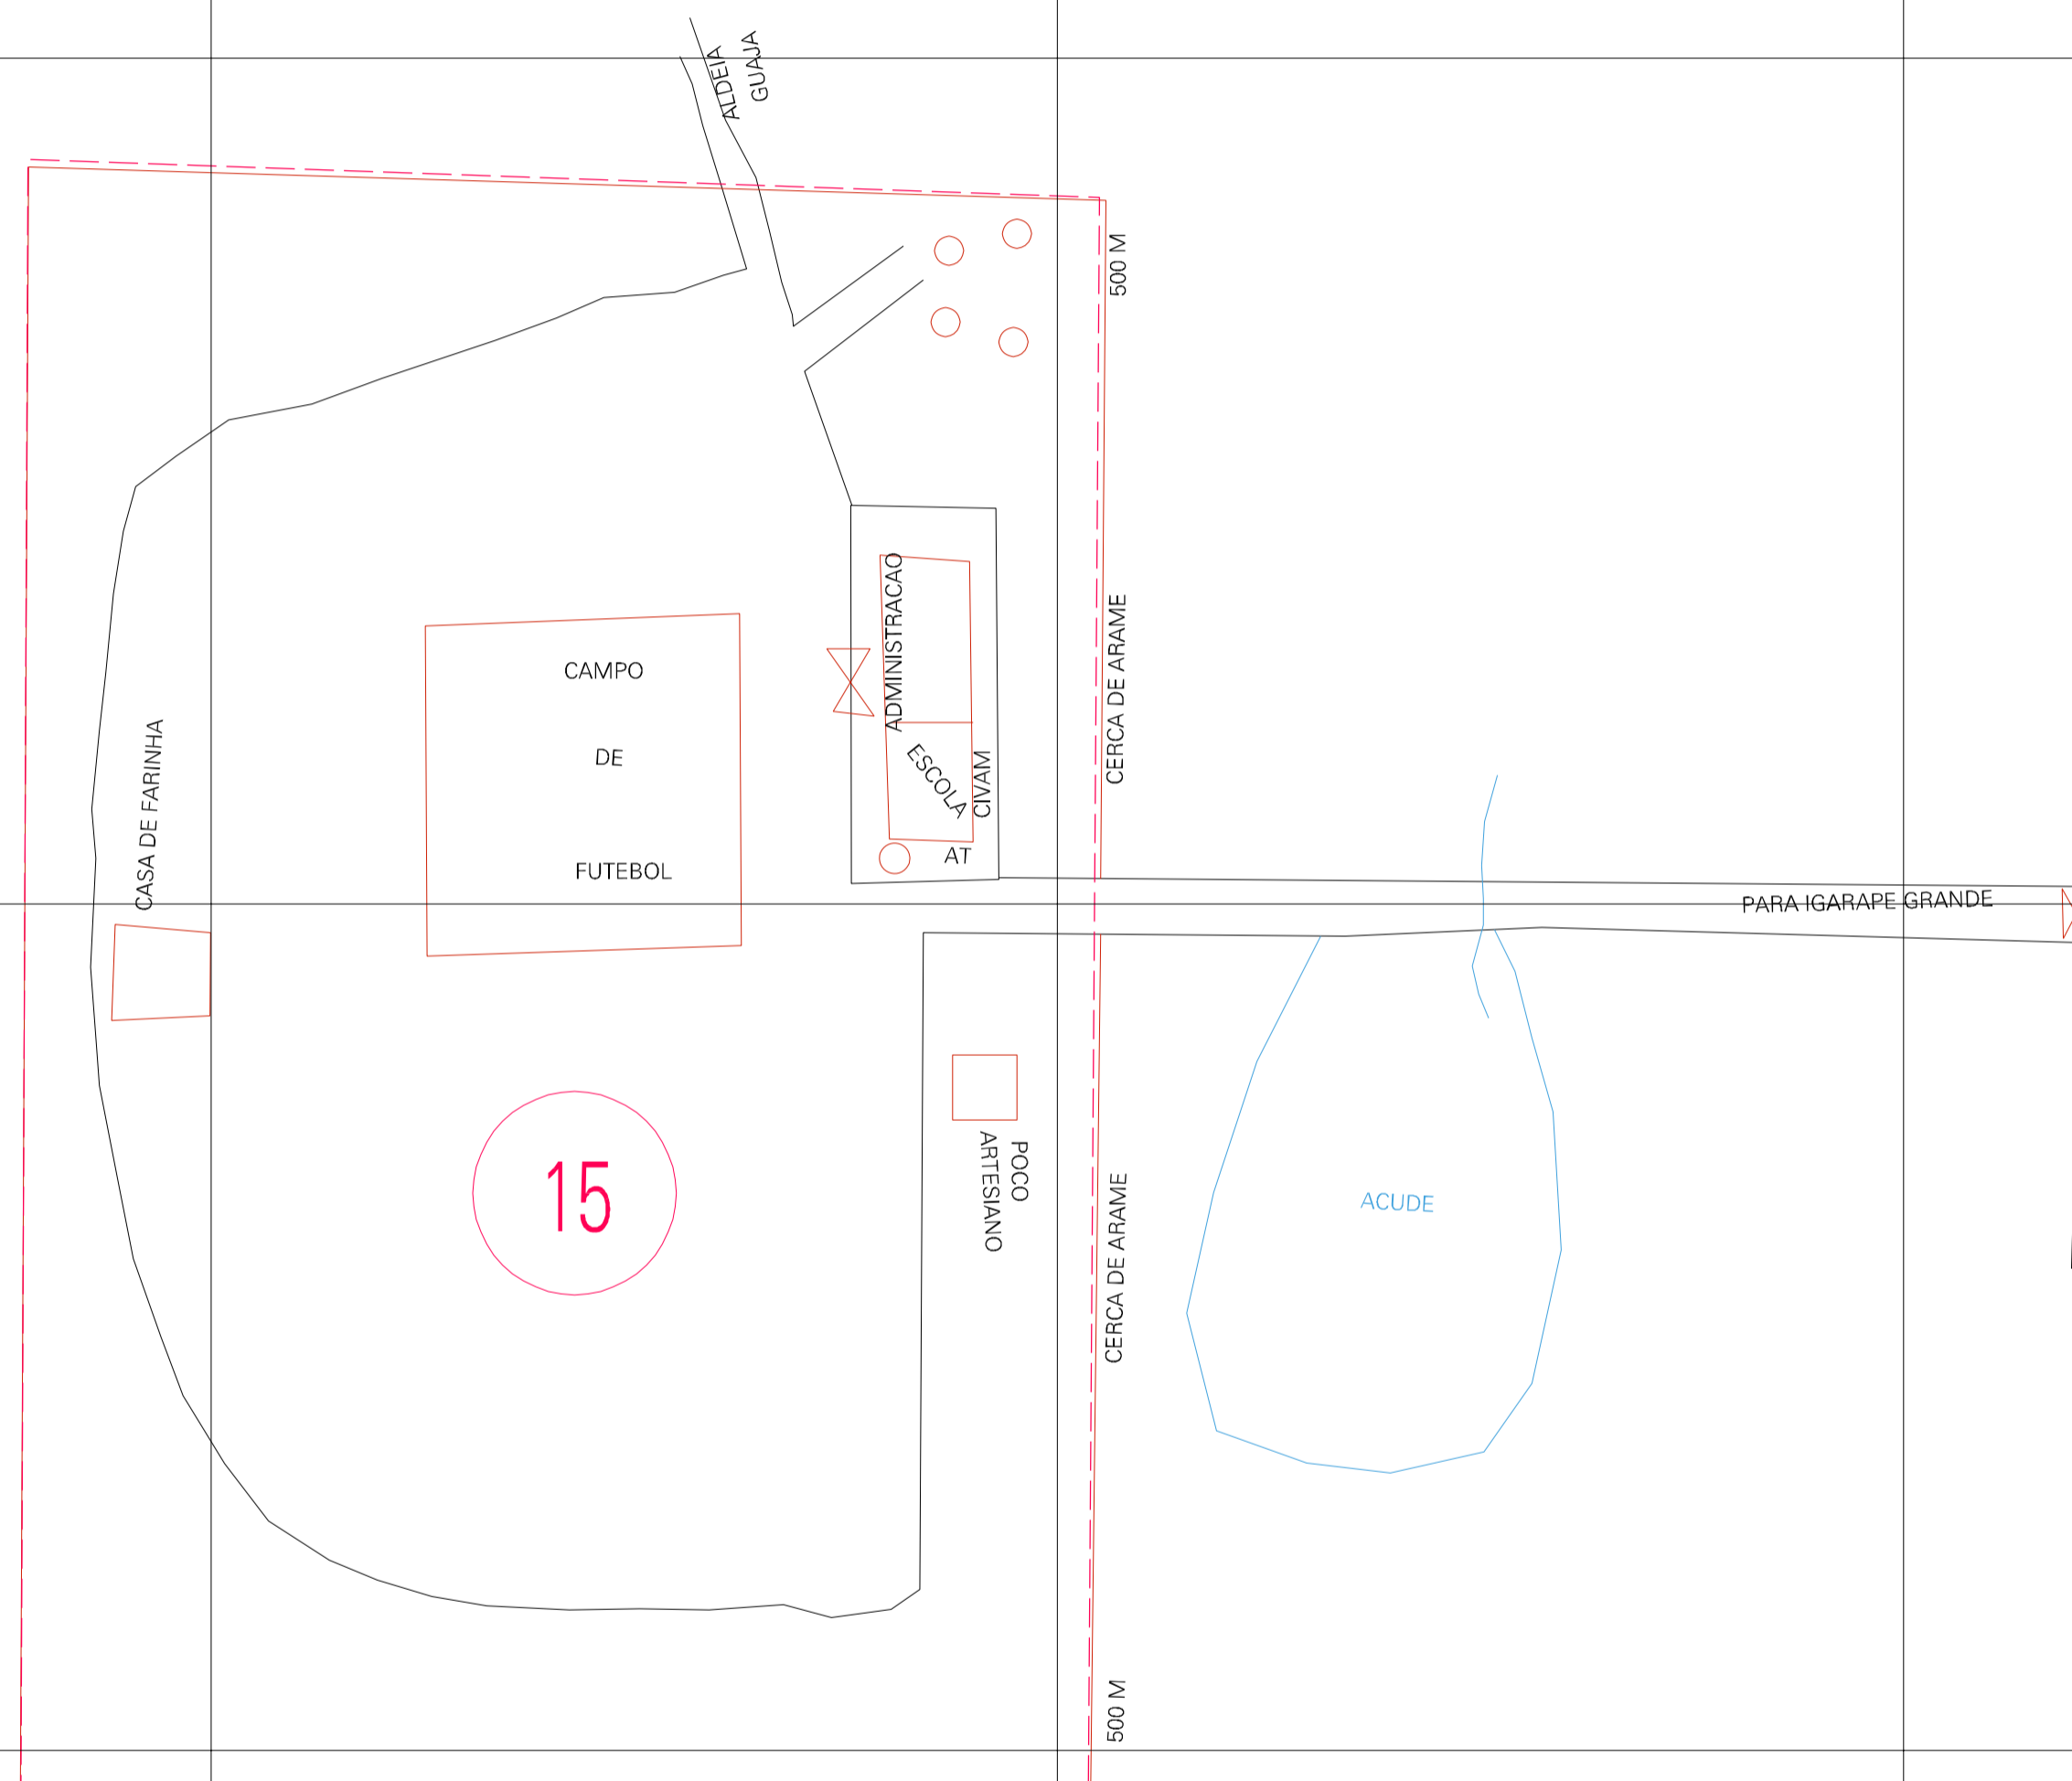 ALDEIA
GUAJA
500 M
ADMINISTRACAO
CERCA DE ARAME
CAMPO
DE
FUTEBOL
CASA DE FARINHA
ESCOLA
CIVAM
AT
PARA IGARAPE GRANDE
POCO
ARTESIANO
15
CERCA DE ARAME
ACUDE
500 M